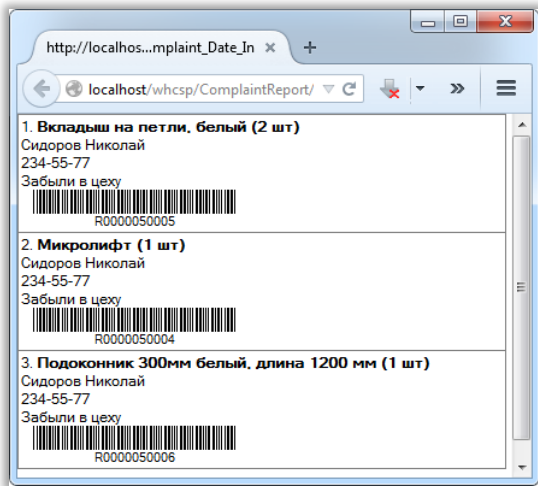 http://localhos...mplaint_Date_In
localhost/whcsp/ComplaintReport/
1. Вкладыш на петли, белый (2 шт)
Сидоров Николай
234-55-77
Забыли в цеху
R0000050005
2. Микролифт (1 шт)
Сидоров Николай
234-55-77
Забыли в цеху
R0000050004
3. Подоконник 300мм белый, длина 1200 мм (1 шт)
Сидоров Николай
234-55-77
Забыли в цеху
R0000050006